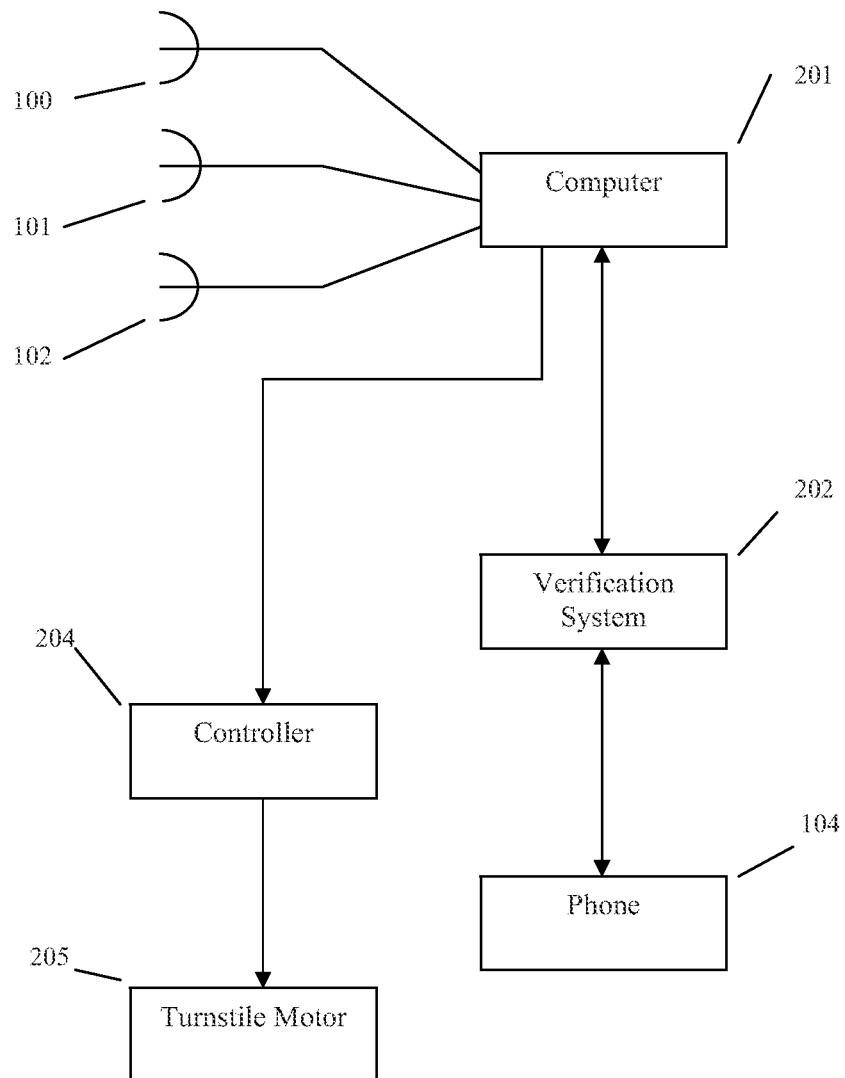 100
201
Computer
101
102
202
Verification
System
204
Controller
104
Phone
205
Turnstile Motor